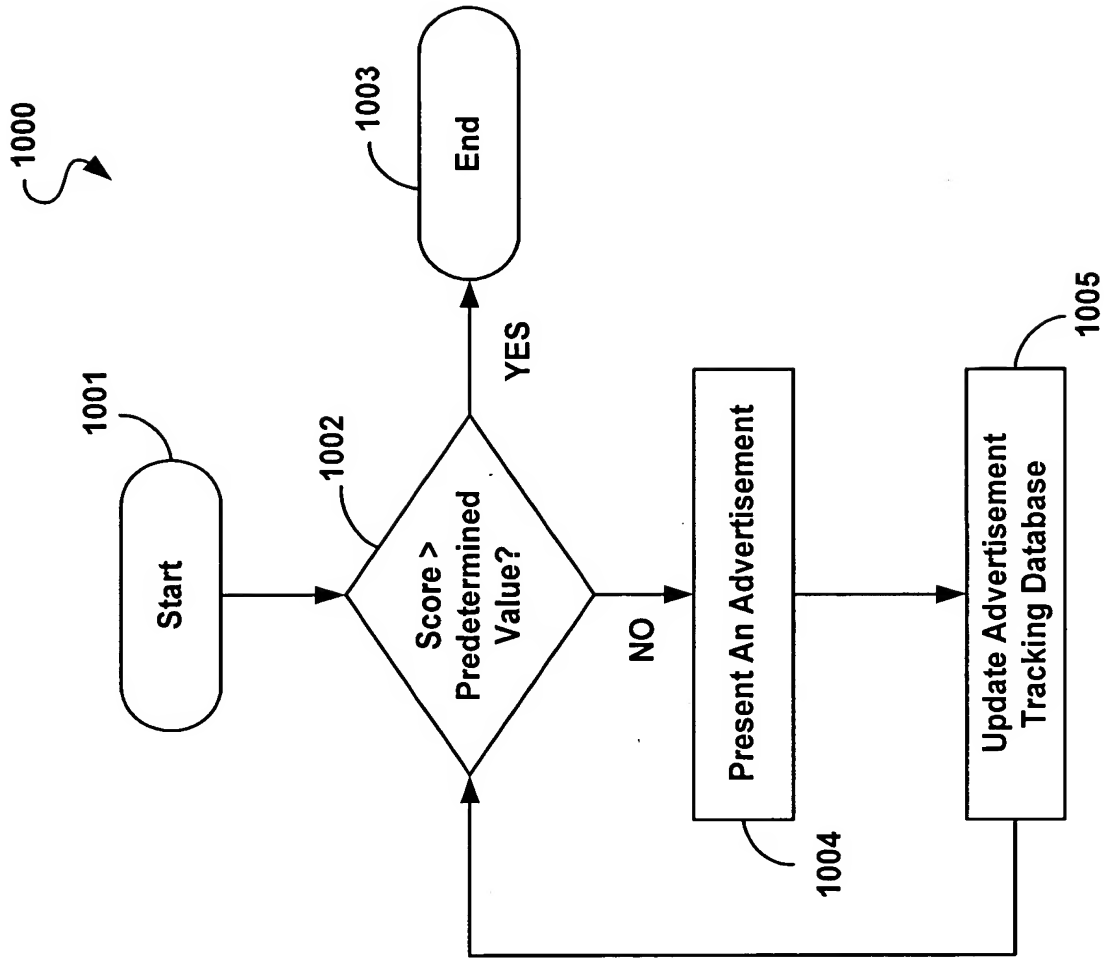 1000
1001
Start
1002
Score >
Predetermined
Value?
YES
1003
End
NO
Present An Advertisement
1004
Update Advertisement
Tracking Database
1005